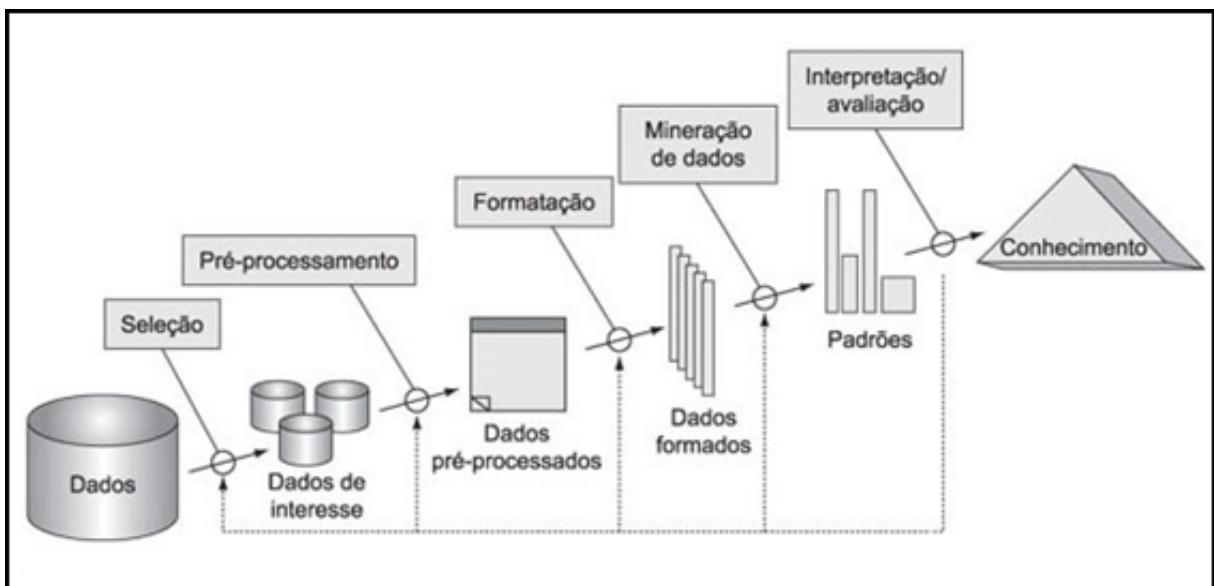 Seleção
Pré-processamento
Formatação
Mineração
de dados
Interpretação/
avaliação
Dados
Dados de
interesse
Dados
pré-processados
Dados
formados
Padrões
Conhecimento